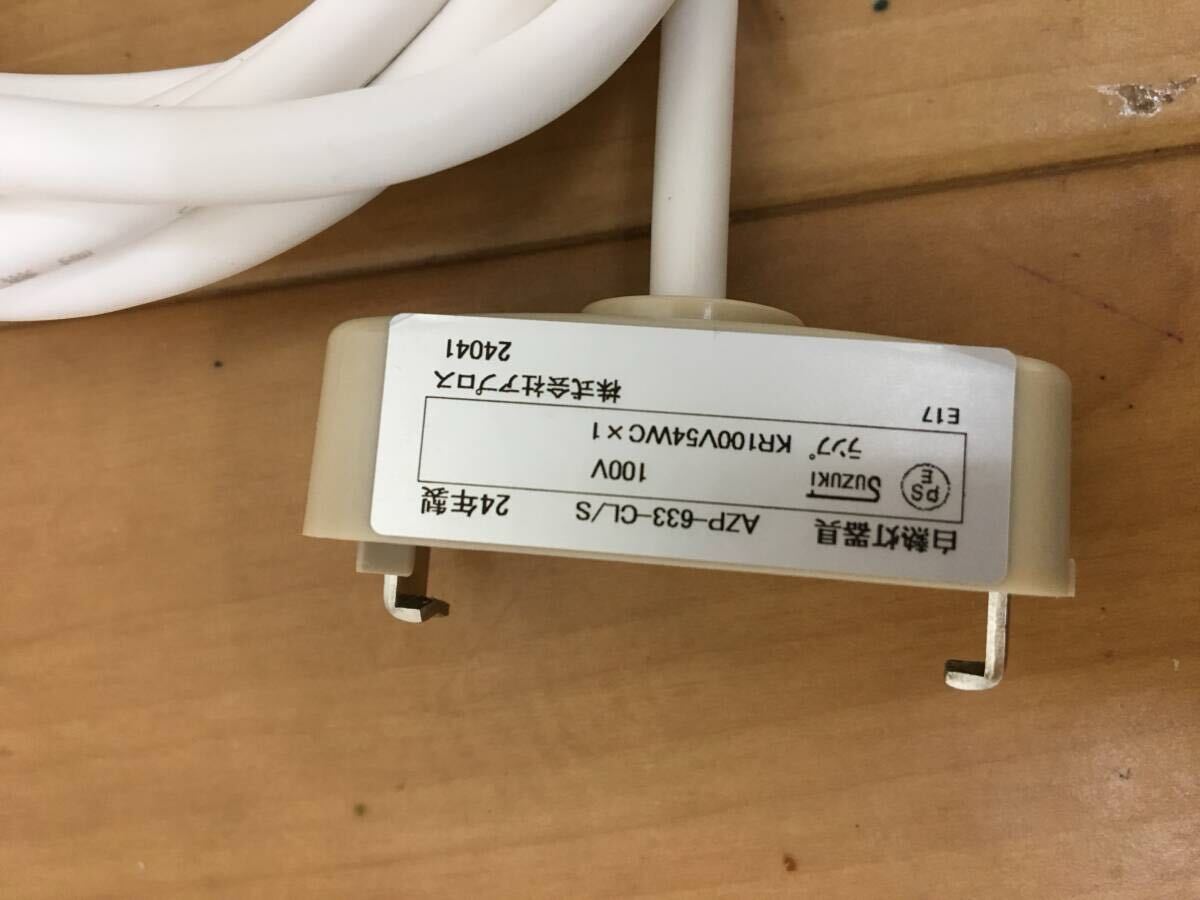 白熱灯器具 AZP-633-CL/S 24年製
PS
E SUZUKI 100V
ランプ KR100V54WC×1
E17 株式会社アプロス
24041